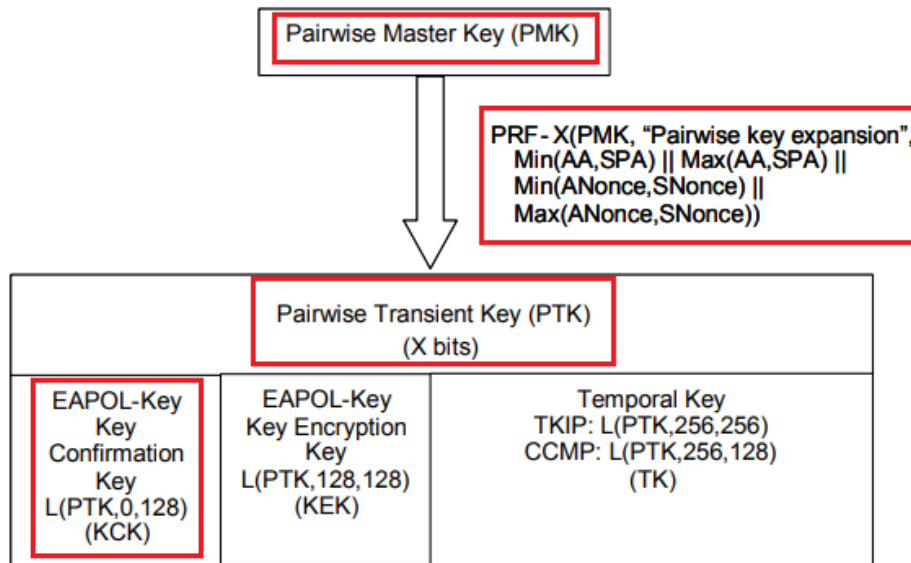 Pairwise Master Key (PMK)
PRF- X(PMK, “Pairwise key expansion”,
Min(AA,SPA) || Max(AA,SPA) ||
Min(ANonce,SNonce) ||
Max(ANonce,SNonce))
Pairwise Transient Key (PTK)
(X bits)
EAPOL-Key
Key
Confirmation
Key
L(PTK,0,128)
(KCK)
EAPOL-Key
Key Encryption
Key
L(PTK,128,128)
(KEK)
Temporal Key
TKIP: L(PTK,256,256)
CCMP: L(PTK,256,128)
(TK)